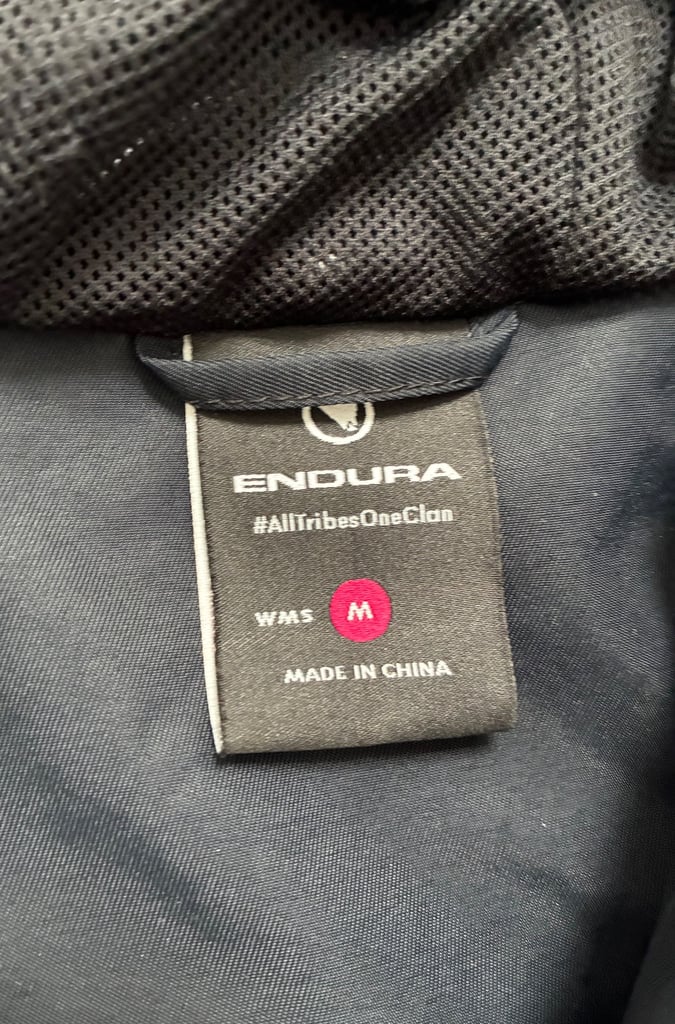 ENDURA
#AllTribesOneClan
WMS M
MADE IN CHINA